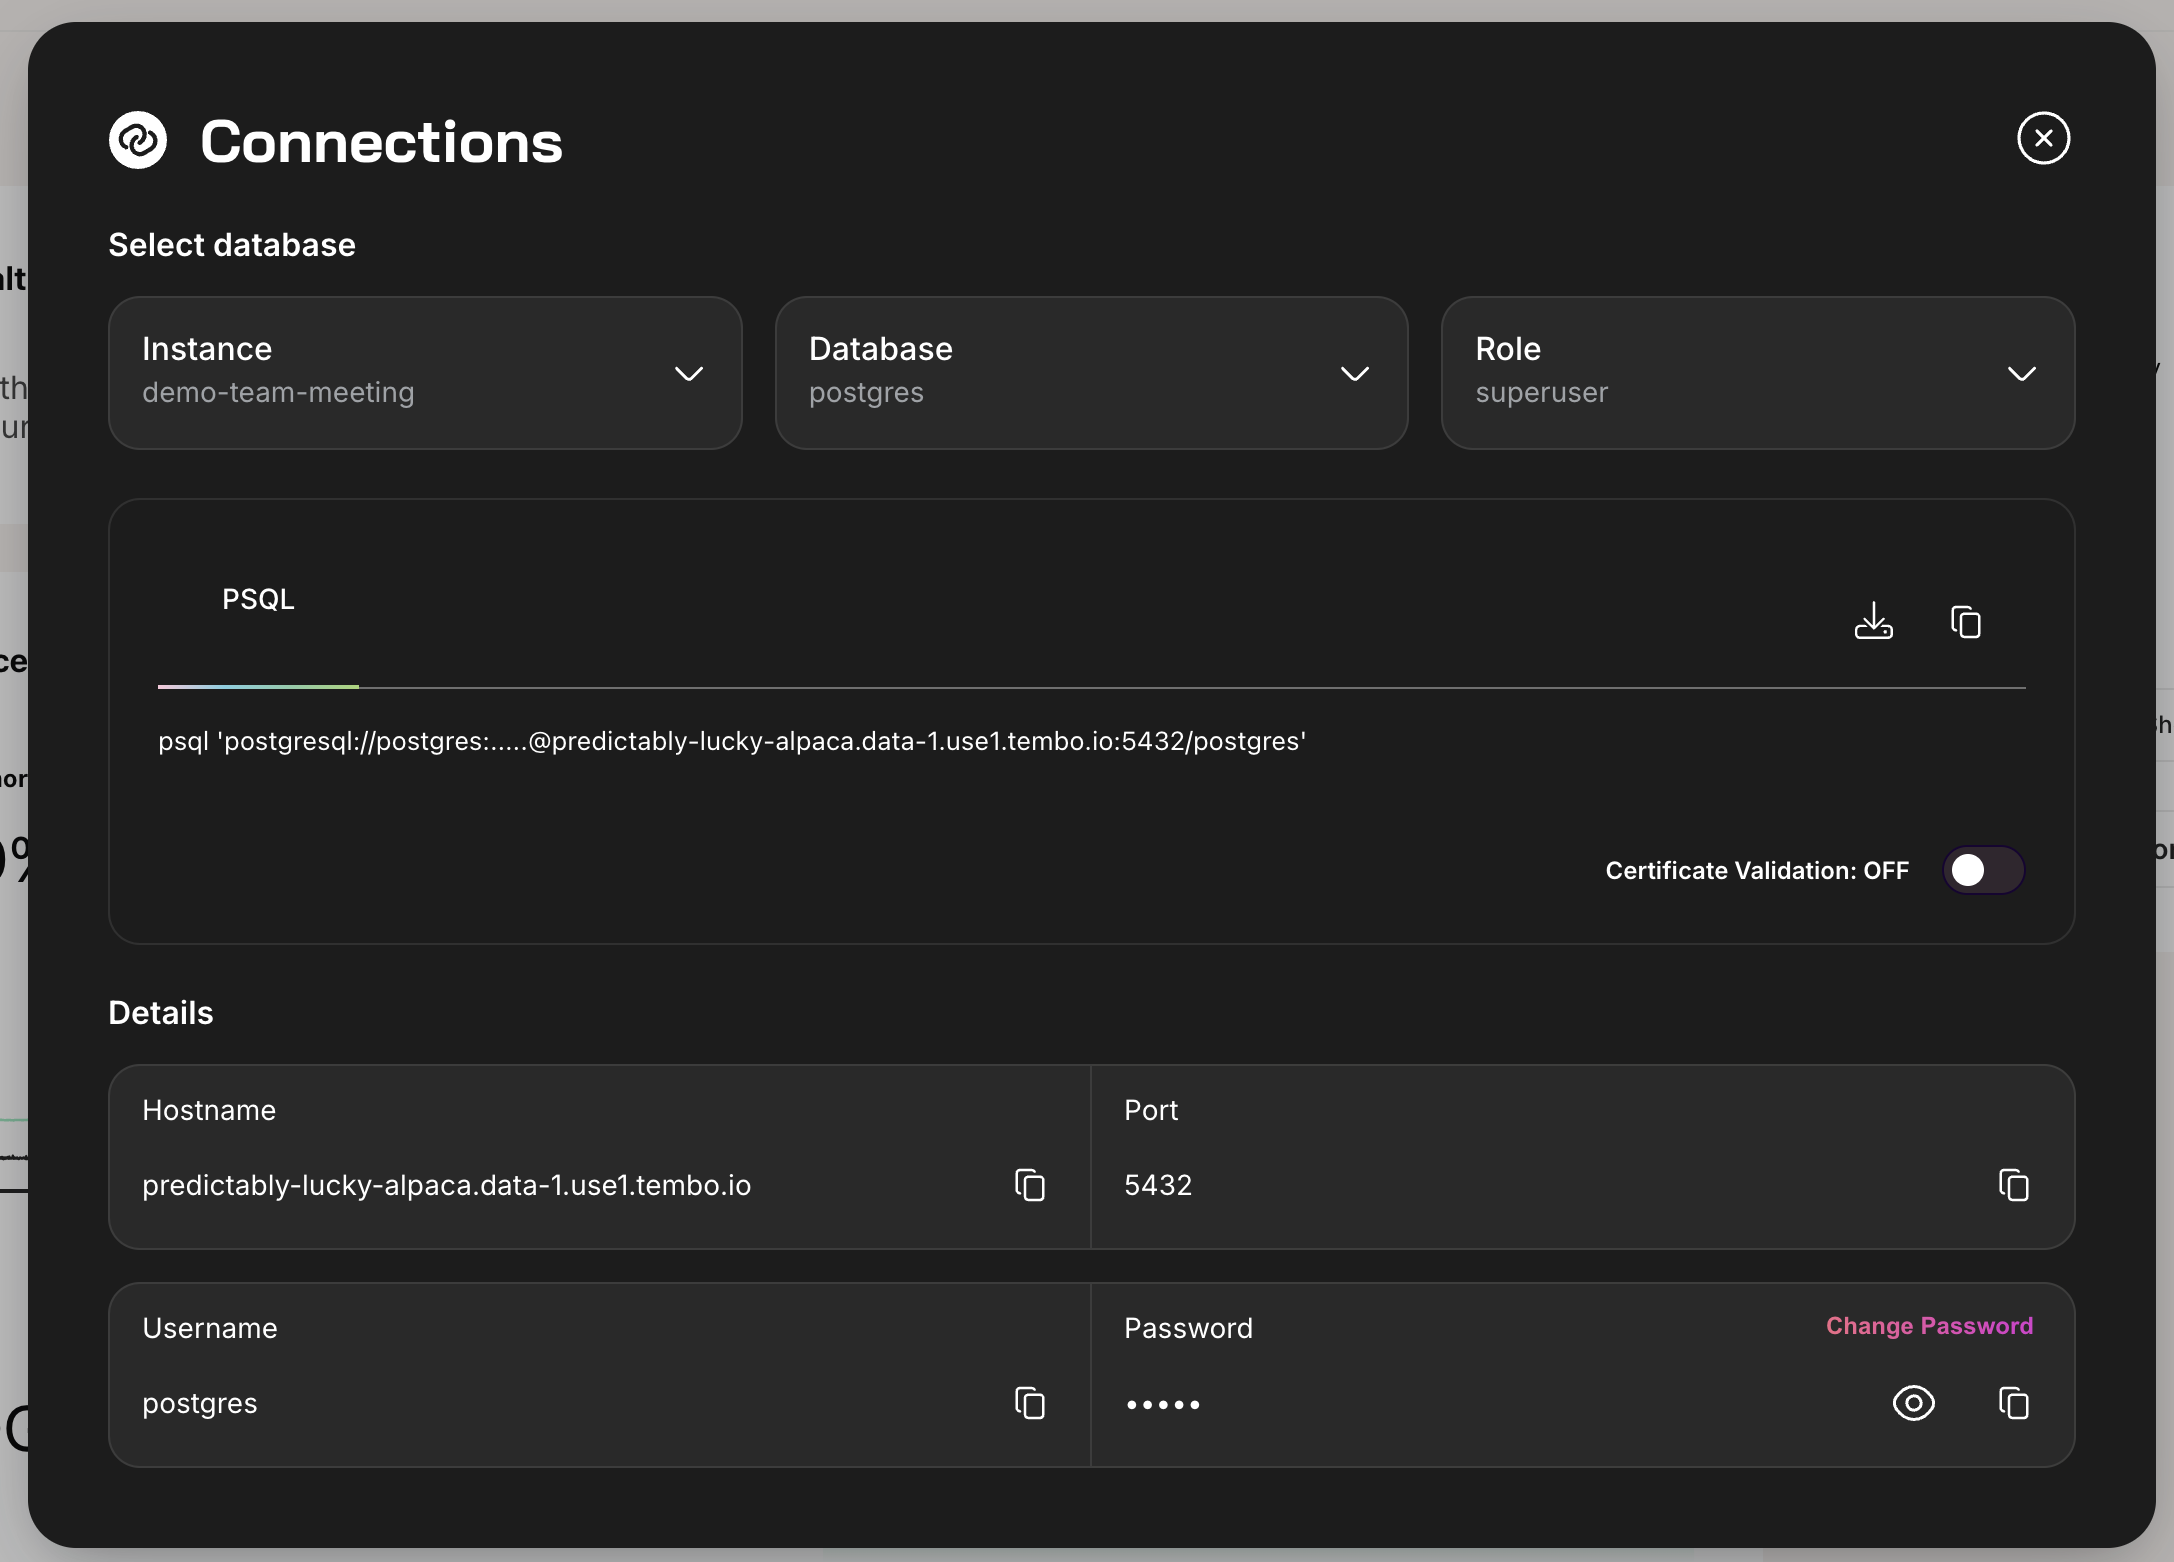 Connections
Select database
Instance
demo-team-meeting
Database
postgres
Role
superuser
PSQL
psql 'postgresql://postgres:.....@predictably-lucky-alpaca.data-1.use1.tembo.io:5432/postgres'
Certificate Validation: OFF
Details
Hostname
predictably-lucky-alpaca.data-1.use1.tembo.io
Port
5432
Username
postgres
Password
Change Password
•••••